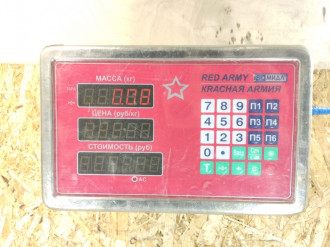 RED ARMY МИДЛ
КРАСНАЯ АРМИЯ
МАССА (кг)
0.08
ЦЕНА (руб/кг)
СТОИМОСТЬ (руб)
7 8 9 П1 П2
4 5 6 П3 П4
1 2 3 П5 П6
0 •
T